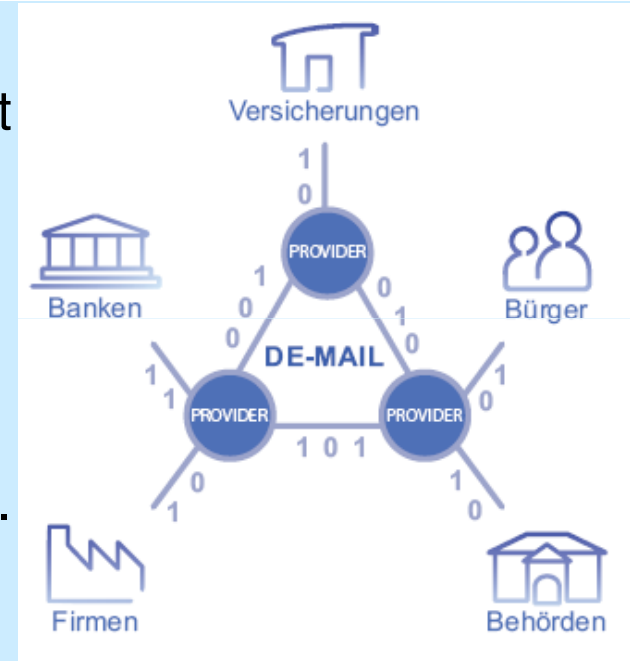 t
Versicherungen
1
0
PROVIDER
Banken
Bürger
1
0
0
0
1
0
DE-MAIL
1
1
PROVIDER
PROVIDER
1
0
1 0 1
0
1
1
0
.
Firmen
Behörden